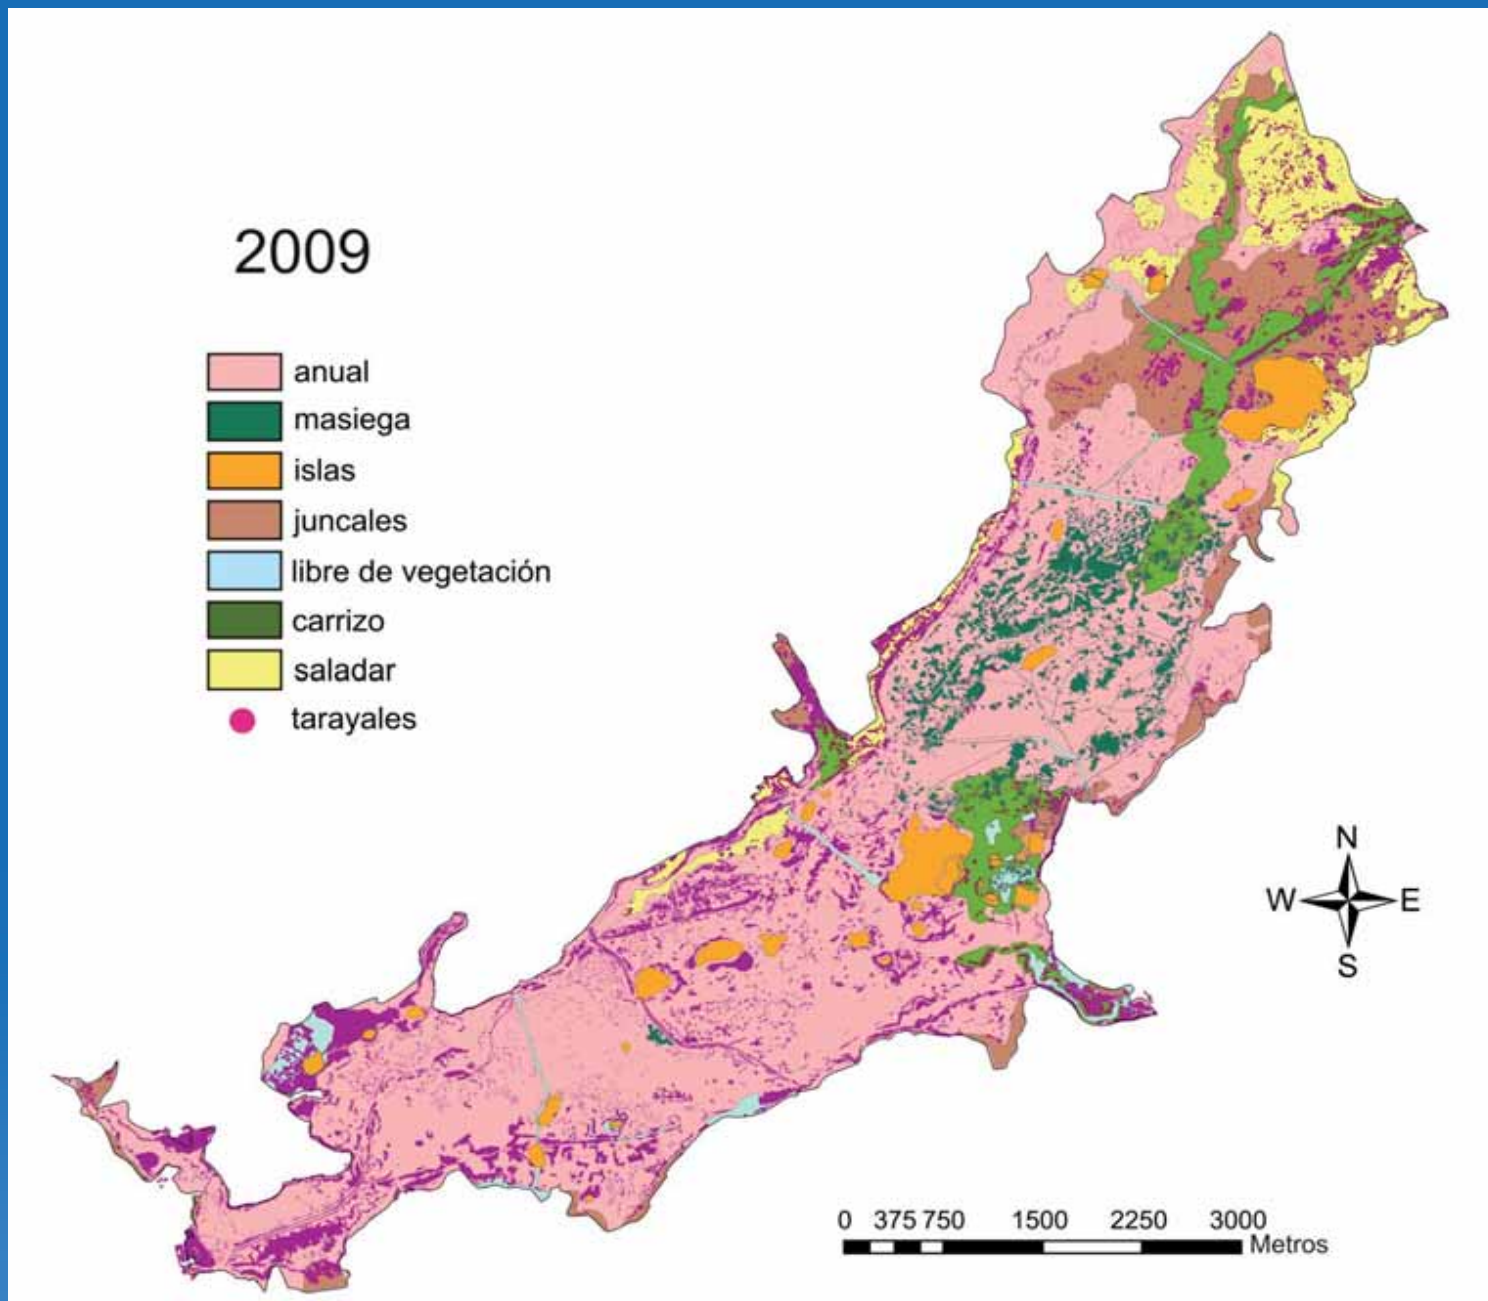 2009
anual
masiega
islas
juncales
libre de vegetación
carrizo
saladar
tarayales
N
W E
S
0 375 750 1500 2250 3000
Metros